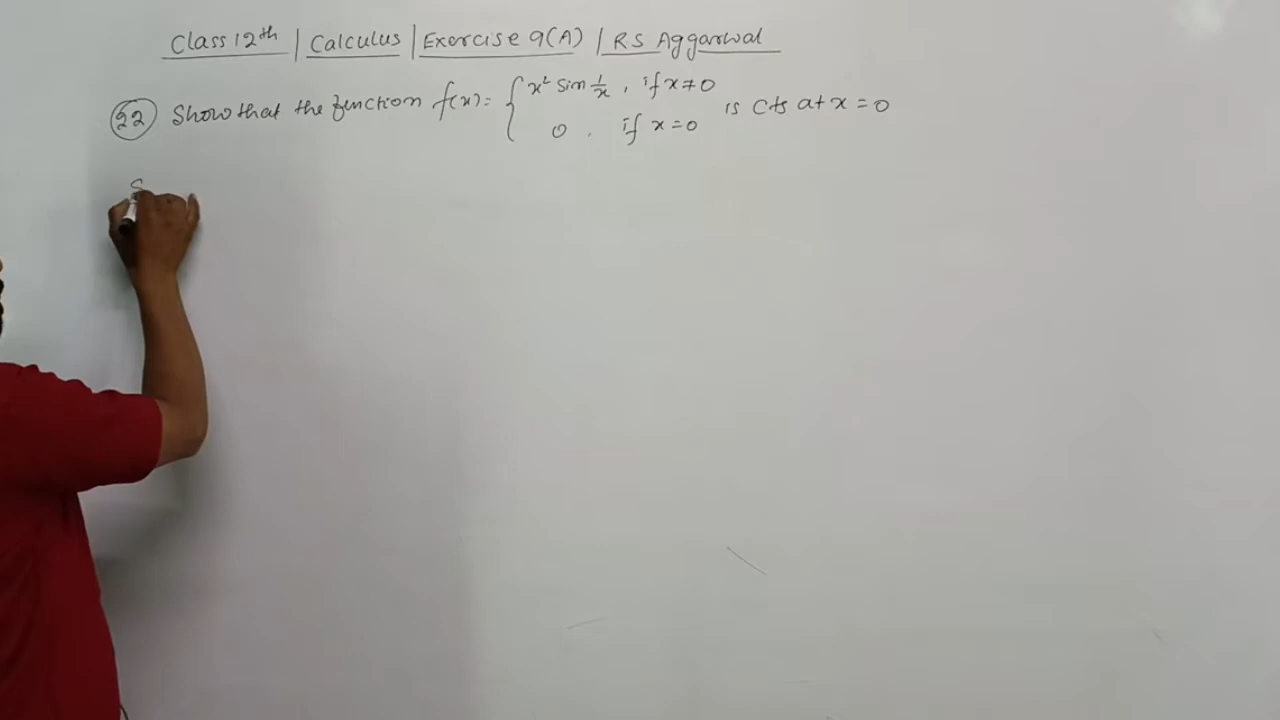 Class 12th | Calculus | Exercise 9(A) | RS Aggarwal
22 Show that the function f(x) = { x² sin 1/x , if x ≠ 0
0 , if x = 0
is cts at x = 0
S